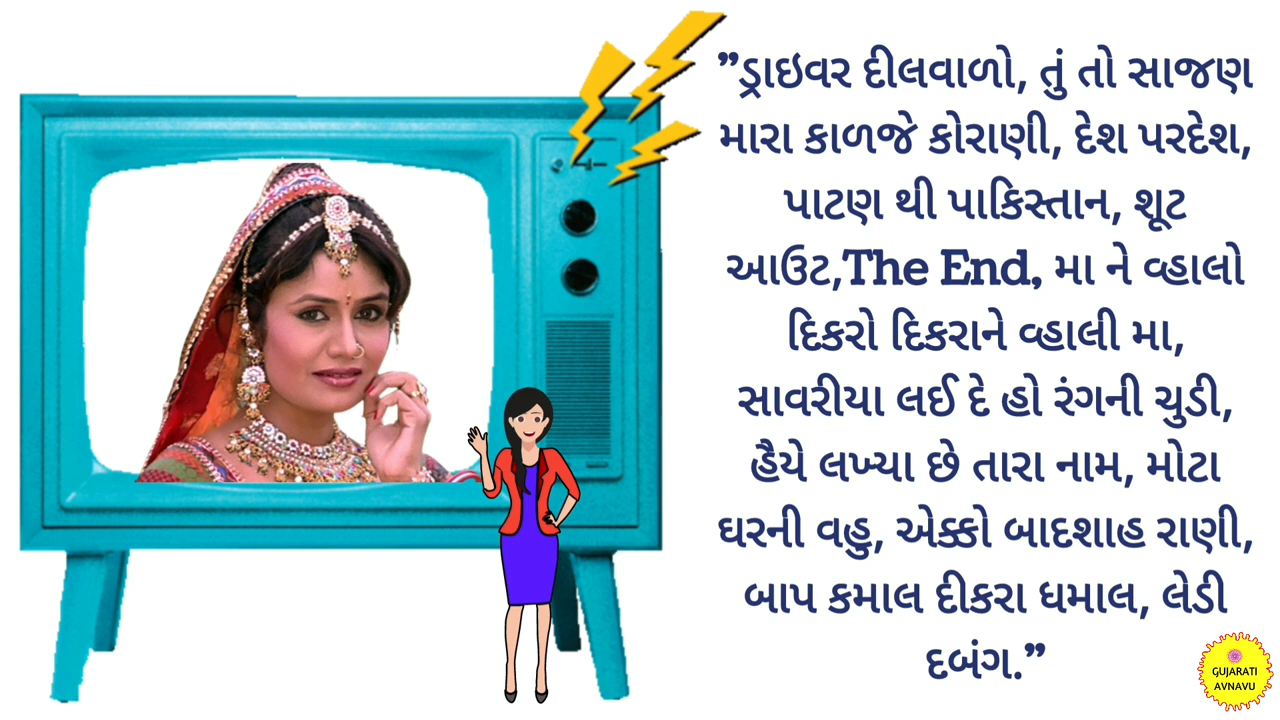 "ડ્રાઇવર દીલવાળો, તું તો સાજણ
મારા કાળજે કોરાણી, દેશ પરદેશ,
પાટણ થી પાકિસ્તાન, શૂટ
આઉટ,The End, મા ને વ્હાલો
દિકરો દિકરાને વ્હાલી મા,
સાવરીયા લઈ દે હો રંગની ચુડી,
હૈયે લખ્યા છે તારા નામ, મોટા
ઘરની વહુ, એક્કો બાદશાહ રાણી,
બાપ કમાલ દીકરા ધમાલ, લેડી
દબંગ."
GUJARATI
AVNAVU